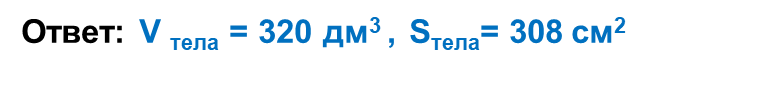 Ответ: V тела = 320 дм³ , Sтела= 308 см²